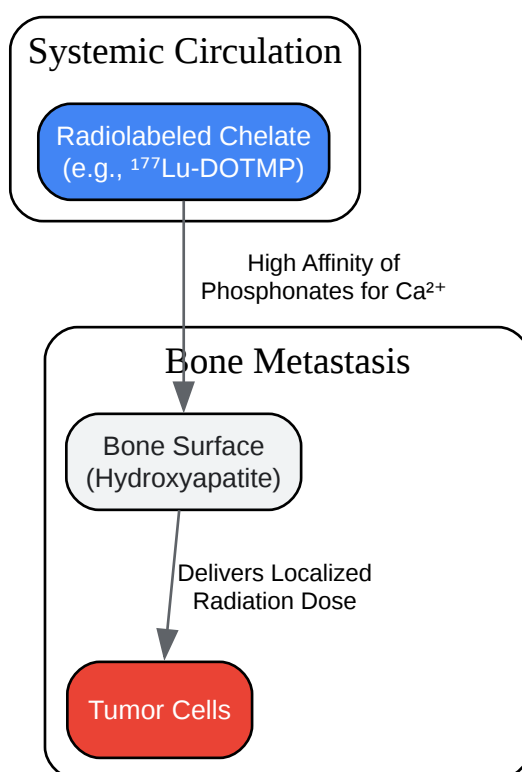 Systemic Circulation
Radiolabeled Chelate
(e.g., ¹⁷⁷Lu-DOTMP)
High Affinity of
Phosphonates for Ca²⁺
Bone Metastasis
Bone Surface
(Hydroxyapatite)
Delivers Localized
Radiation Dose
Tumor Cells